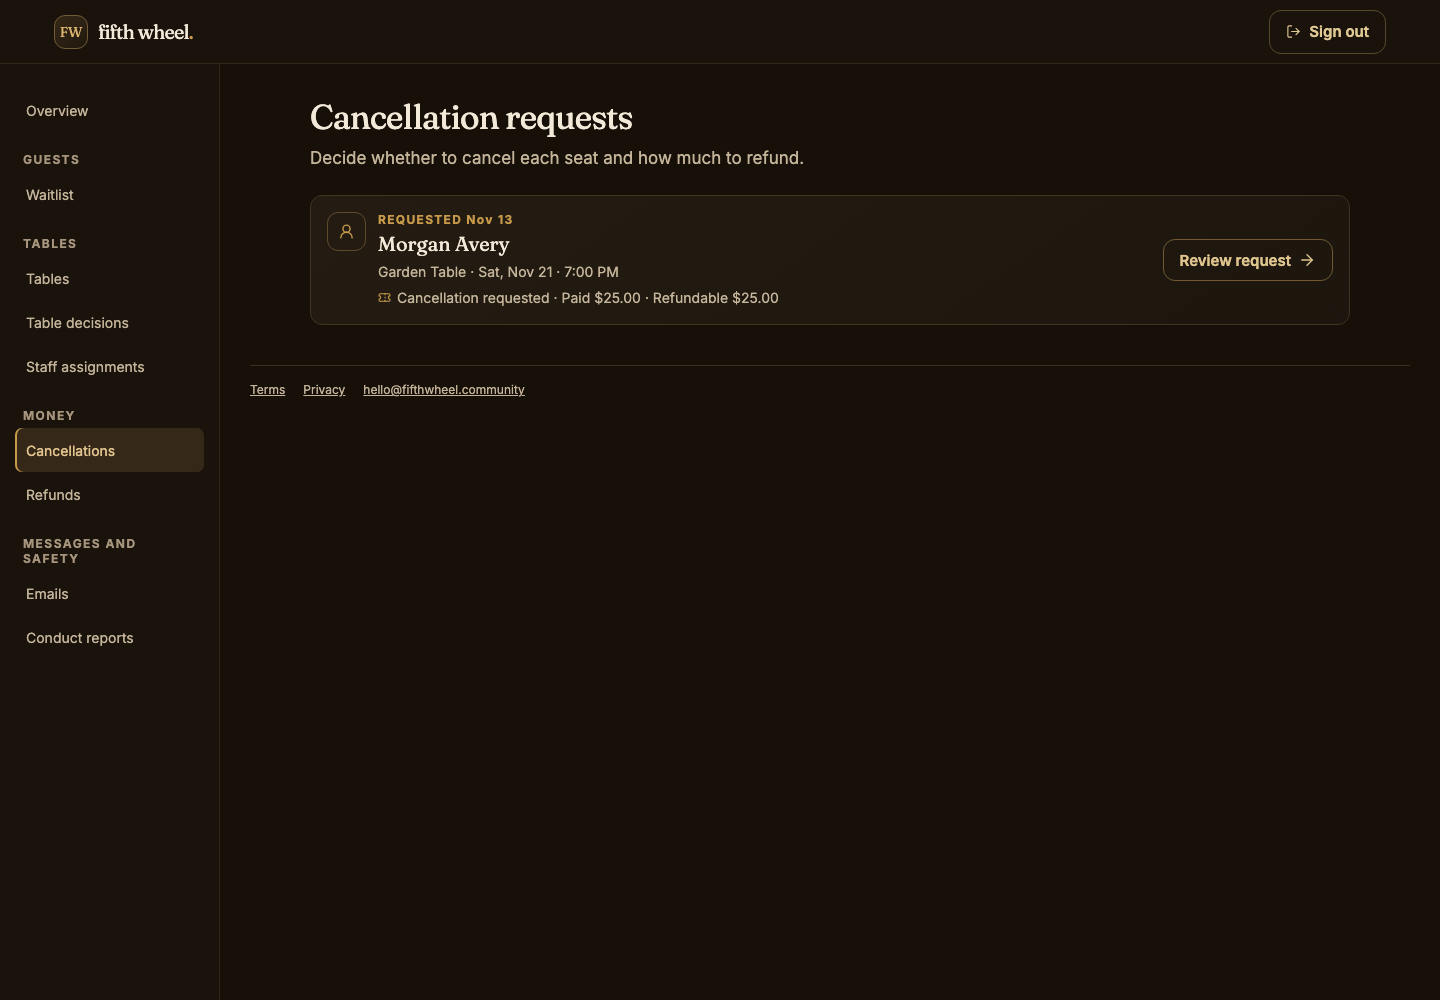 FW fifth wheel.
Sign out
Overview
GUESTS
Waitlist
TABLES
Tables
Table decisions
Staff assignments
MONEY
Cancellations
Refunds
MESSAGES AND
SAFETY
Emails
Conduct reports
Cancellation requests
Decide whether to cancel each seat and how much to refund.
REQUESTED Nov 13
Morgan Avery
Garden Table · Sat, Nov 21 · 7:00 PM
Cancellation requested · Paid $25.00 · Refundable $25.00
Review request
Terms Privacy hello@fifthwheel.community